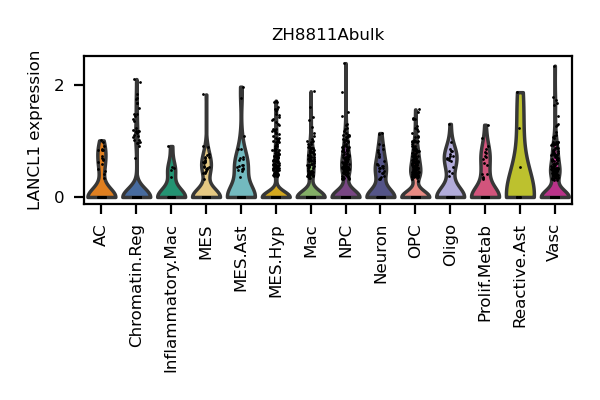 ZH8811Abulk
LANCL1 expression
2
0
AC
Chromatin.Reg
Inflammatory.Mac
MES
MES.Ast
MES.Hyp
Mac
NPC
Neuron
OPC
Oligo
Prolif.Metab
Reactive.Ast
Vasc